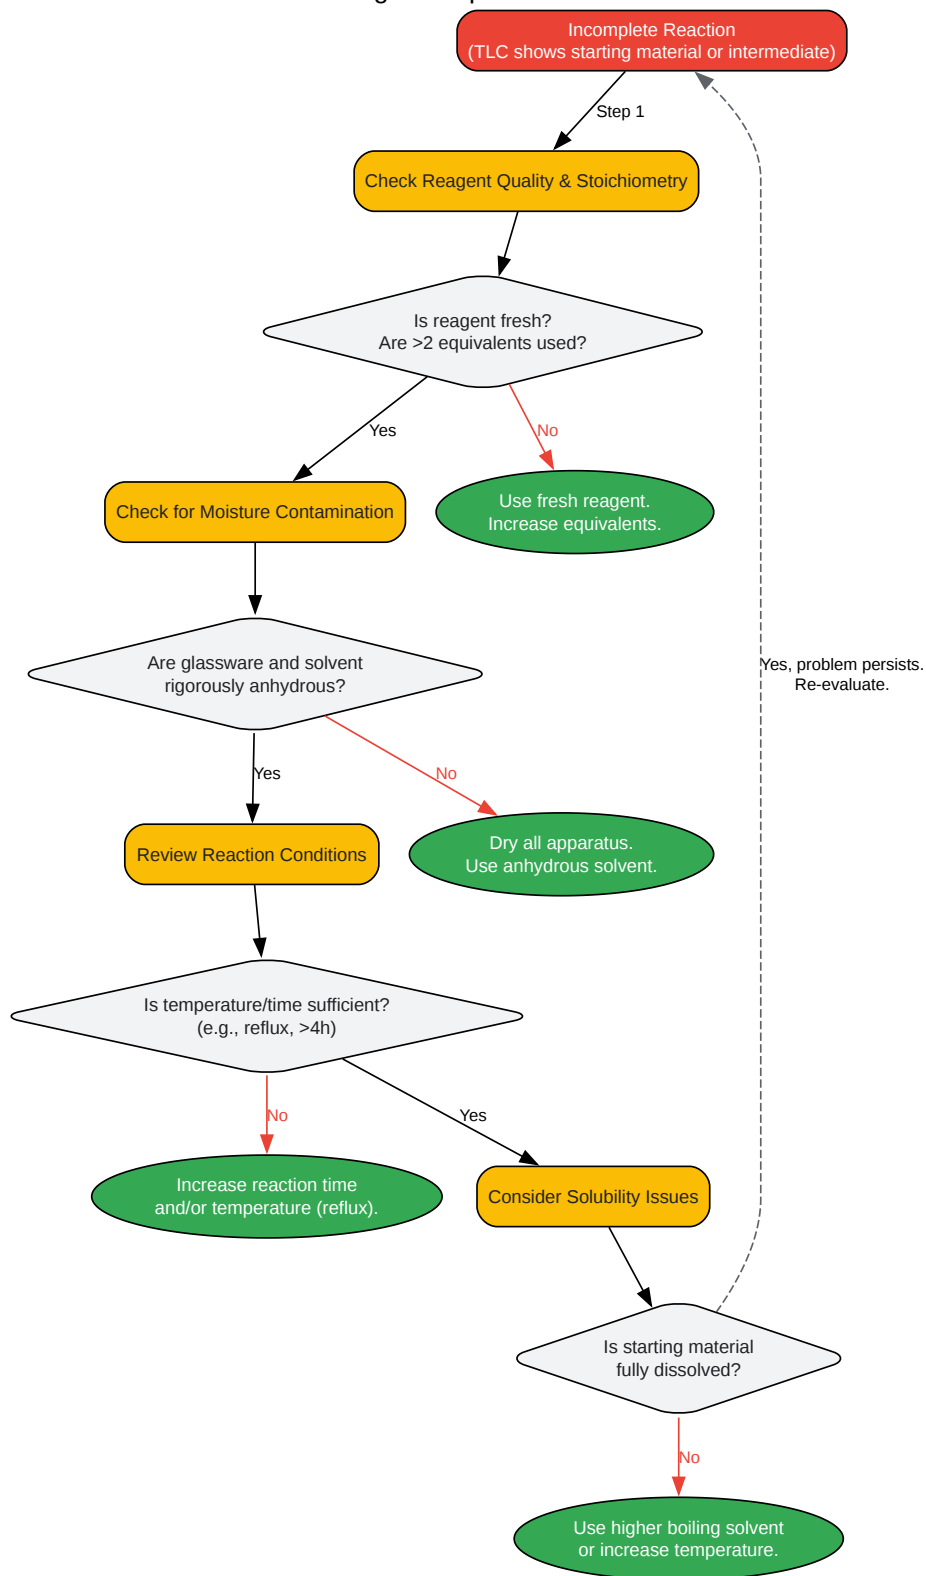 Incomplete Reaction
(TLC shows starting material or intermediate)
Step 1
Check Reagent Quality & Stoichiometry
Is reagent fresh?
Are >2 equivalents used?
Yes
No
Check for Moisture Contamination
Use fresh reagent.
Increase equivalents.
Are glassware and solvent
rigorously anhydrous?
Yes, problem persists.
Re-evaluate.
Yes
No
Review Reaction Conditions
Dry all apparatus.
Use anhydrous solvent.
Is temperature/time sufficient?
(e.g., reflux, >4h)
No
Yes
Increase reaction time
and/or temperature (reflux).
Consider Solubility Issues
Is starting material
fully dissolved?
No
Use higher boiling solvent
or increase temperature.